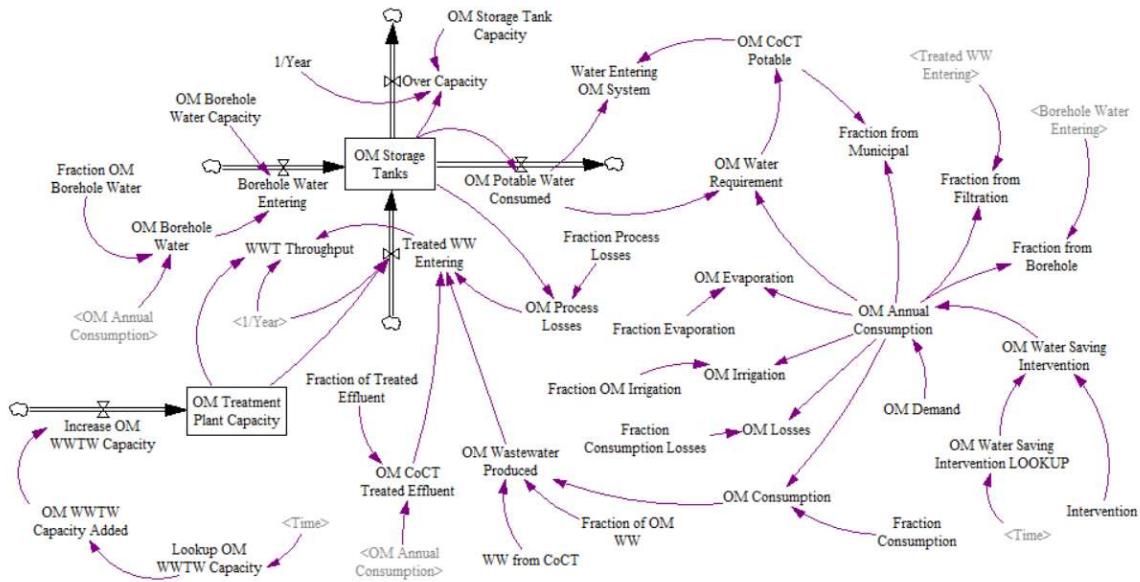 OM Storage Tank
Capacity
1/Year
Over Capacity
Water Entering
OM System
OM CoCT
Potable
<Treated WW
Entering>
OM Borehole
Water Capacity
<Borehole Water
Entering>
Fraction from
Municipal
OM Storage
Tanks
Fraction OM
Borehole Water
Borehole Water
Entering
OM Potable Water
Consumed
OM Water
Requirement
Fraction from
Filtration
OM Borehole
Water
WWT Throughput
Treated WW
Entering
Fraction Process
Losses
Fraction from
Borehole
OM Evaporation
<OM Annual
Consumption>
<1/Year>
OM Process
Losses
Fraction Evaporation
OM Annual
Consumption
OM Water Saving
Intervention
OM Irrigation
Fraction OM Irrigation
Fraction of Treated
Effluent
OM Treatment
Plant Capacity
OM Demand
Increase OM
WWTW Capacity
Fraction
Consumption Losses
OM Losses
OM Water Saving
Intervention LOOKUP
OM CoCT
Treated Effluent
OM Wastewater
Produced
OM Consumption
OM WWTW
Capacity Added
<Time>
Fraction of OM
WW
Fraction
Consumption
<Time>
Intervention
Lookup OM
WWTW Capacity
<OM Annual
Consumption>
WW from CoCT